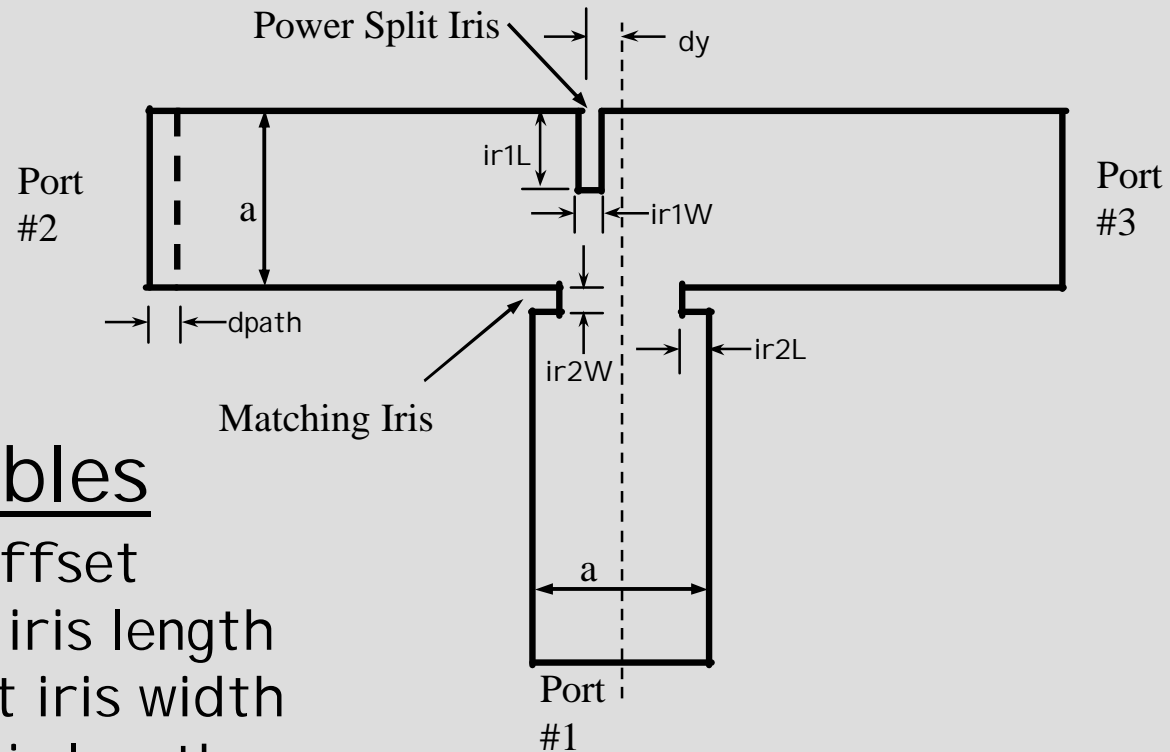 Power Split Iris
dy
ir1L
Port
#2
a
ir1W
Port
#3
dpath
ir2W
ir2L
Matching Iris
a
Port
#1
bles
ffset
iris length
t iris width